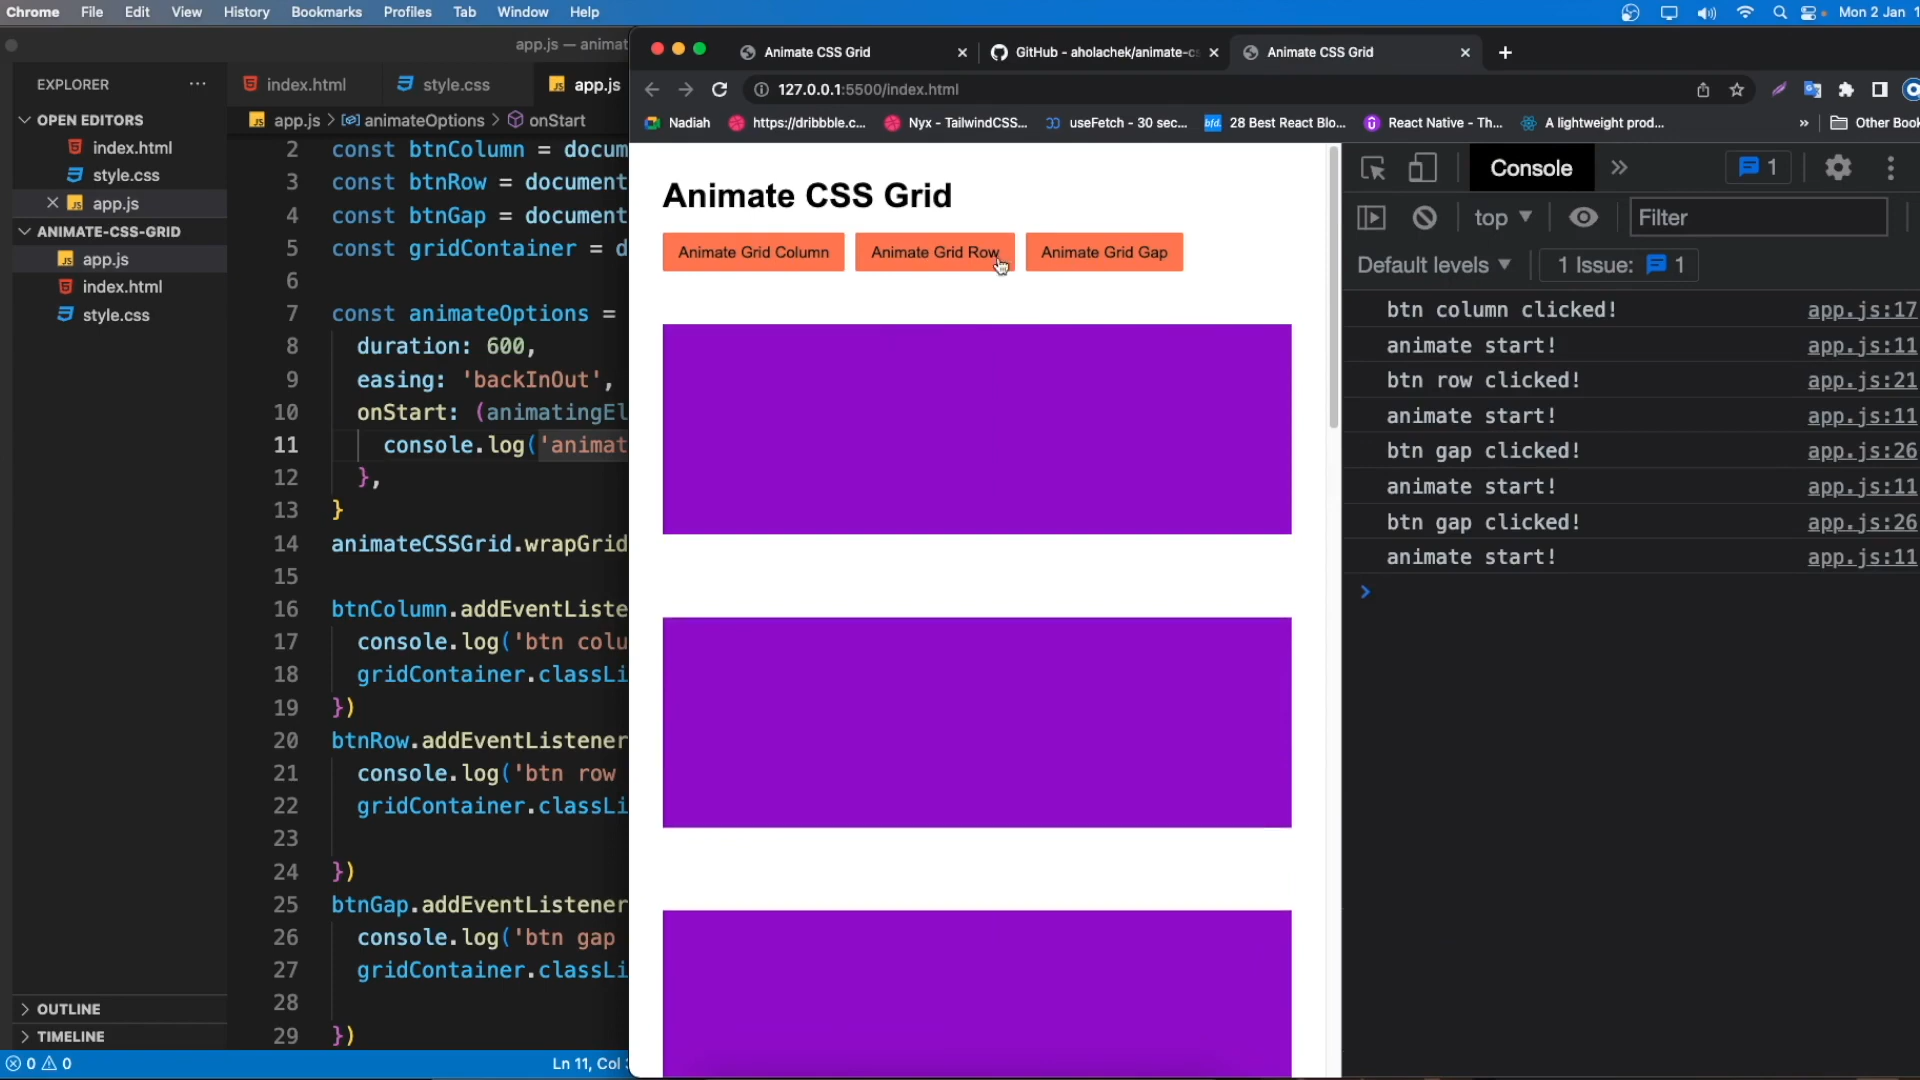 Chrome File Edit View History Bookmarks Profiles Tab Window Help
Mon 2 Jan 1
app.js — animat
EXPLORER
OPEN EDITORS
index.html
style.css
app.js
ANIMATE-CSS-GRID
app.js
index.html
style.css
OUTLINE
TIMELINE
index.html style.css app.js
app.js > animateOptions > onStart
2 const btnColumn = docum
3 const btnRow = document
4 const btnGap = document
5 const gridContainer = d
6
7 const animateOptions =
8 duration: 600,
9 easing: 'backInOut',
10 onStart: (animatingEl
11 console.log('animat
12 },
13 }
14 animateCSSGrid.wrapGrid
15
16 btnColumn.addEventListe
17 console.log('btn colu
18 gridContainer.classLi
19 })
20 btnRow.addEventListener
21 console.log('btn row
22 gridContainer.classLi
23
24 })
25 btnGap.addEventListener
26 console.log('btn gap
27 gridContainer.classLi
28
29 })
0 0
Ln 11, Col
Animate CSS Grid GitHub - aholachek/animate-c Animate CSS Grid
127.0.0.1:5500/index.html
Nadiah https://dribbble.c... Nyx - TailwindCSS... useFetch - 30 sec... 28 Best React Blo... React Native - Th... A lightweight prod... » Other Book
Animate CSS Grid
Animate Grid Column Animate Grid Row Animate Grid Gap
Console » 1
top Filter
Default levels 1 Issue: 1
btn column clicked! app.js:17
animate start! app.js:11
btn row clicked! app.js:21
animate start! app.js:11
btn gap clicked! app.js:26
animate start! app.js:11
btn gap clicked! app.js:26
animate start! app.js:11